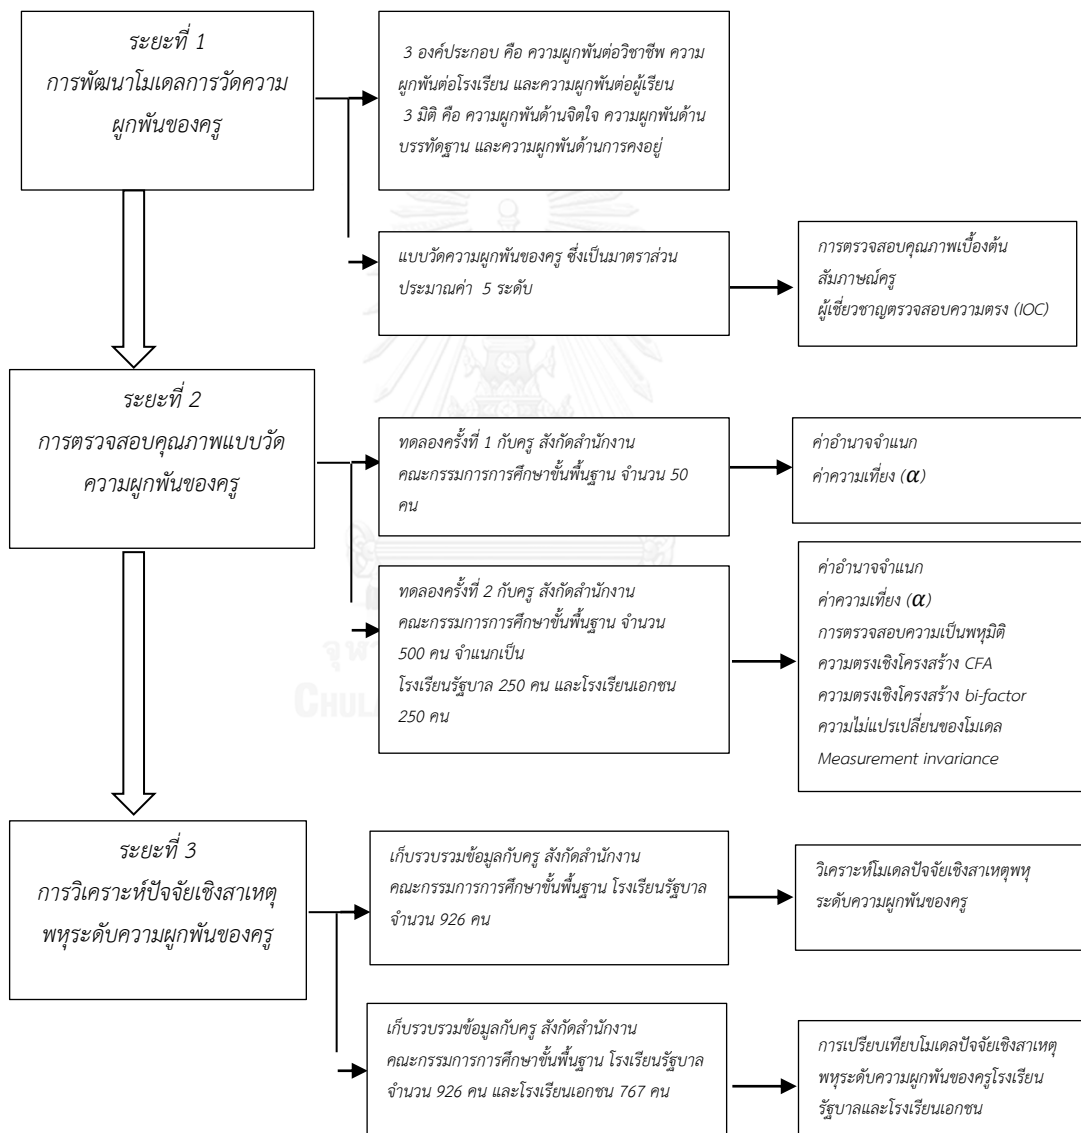 ระยะที่ 1
การพัฒนาโมเดลการวัดความ
ผูกพันของครู
3 องค์ประกอบ คือ ความผูกพันต่อวิชาชีพ ความ
ผูกพันต่อโรงเรียน และความผูกพันต่อผู้เรียน
3 มิติ คือ ความผูกพันด้านจิตใจ ความผูกพันด้าน
บรรทัดฐาน และความผูกพันด้านการคงอยู่
แบบวัดความผูกพันของครู ซึ่งเป็นมาตราส่วน
ประมาณค่า 5 ระดับ
การตรวจสอบคุณภาพเบื้องต้น
สัมภาษณ์ครู
ผู้เชี่ยวชาญตรวจสอบความตรง (IOC)
ระยะที่ 2
การตรวจสอบคุณภาพแบบวัด
ความผูกพันของครู
ทดลองครั้งที่ 1 กับครู สังกัดสำนักงาน
คณะกรรมการการศึกษาขั้นพื้นฐาน จำนวน 50
คน
ค่าอำนาจจำแนก
ค่าความเที่ยง (α)
ทดลองครั้งที่ 2 กับครู สังกัดสำนักงาน
คณะกรรมการการศึกษาขั้นพื้นฐาน จำนวน
500 คน จำแนกเป็น
โรงเรียนรัฐบาล 250 คน และโรงเรียนเอกชน
250 คน
ค่าอำนาจจำแนก
ค่าความเที่ยง (α)
การตรวจสอบความเป็นพหุมิติ
ความตรงเชิงโครงสร้าง CFA
ความตรงเชิงโครงสร้าง bi-factor
ความไม่แปรเปลี่ยนของโมเดล
Measurement invariance
ระยะที่ 3
การวิเคราะห์ปัจจัยเชิงสาเหตุ
พหุระดับความผูกพันของครู
เก็บรวบรวมข้อมูลกับครู สังกัดสำนักงาน
คณะกรรมการการศึกษาขั้นพื้นฐาน โรงเรียนรัฐบาล
จำนวน 926 คน
วิเคราะห์โมเดลปัจจัยเชิงสาเหตุพหุ
ระดับความผูกพันของครู
เก็บรวบรวมข้อมูลกับครู สังกัดสำนักงาน
คณะกรรมการการศึกษาขั้นพื้นฐาน โรงเรียนรัฐบาล
จำนวน 926 คน และโรงเรียนเอกชน 767 คน
การเปรียบเทียบโมเดลปัจจัยเชิงสาเหตุ
พหุระดับความผูกพันของครูโรงเรียน
รัฐบาลและโรงเรียนเอกชน